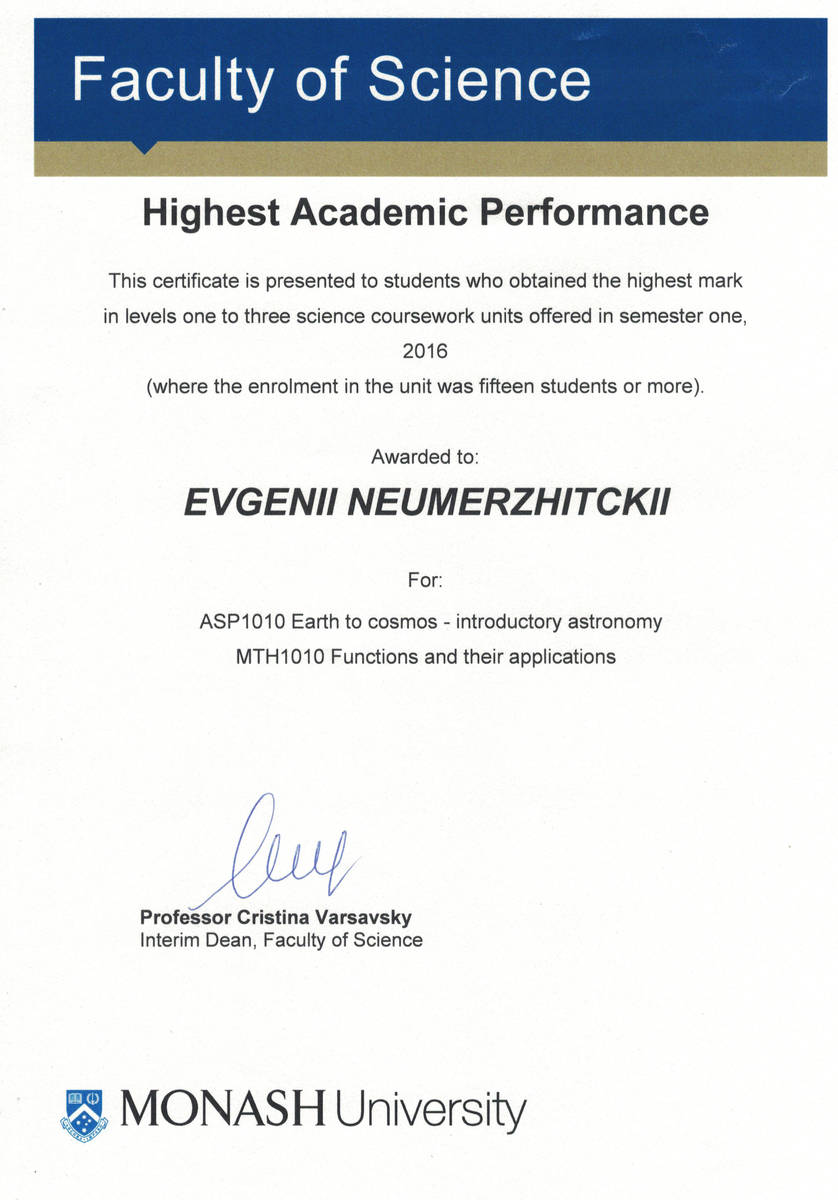 Faculty of Science
Highest Academic Performance
This certificate is presented to students who obtained the highest mark
in levels one to three science coursework units offered in semester one,
2016
(where the enrolment in the unit was fifteen students or more).
Awarded to:
EVGENII NEUMERZHITCKII
For:
ASP1010 Earth to cosmos - introductory astronomy
MTH1010 Functions and their applications
Professor Cristina Varsavsky
Interim Dean, Faculty of Science
MONASH University